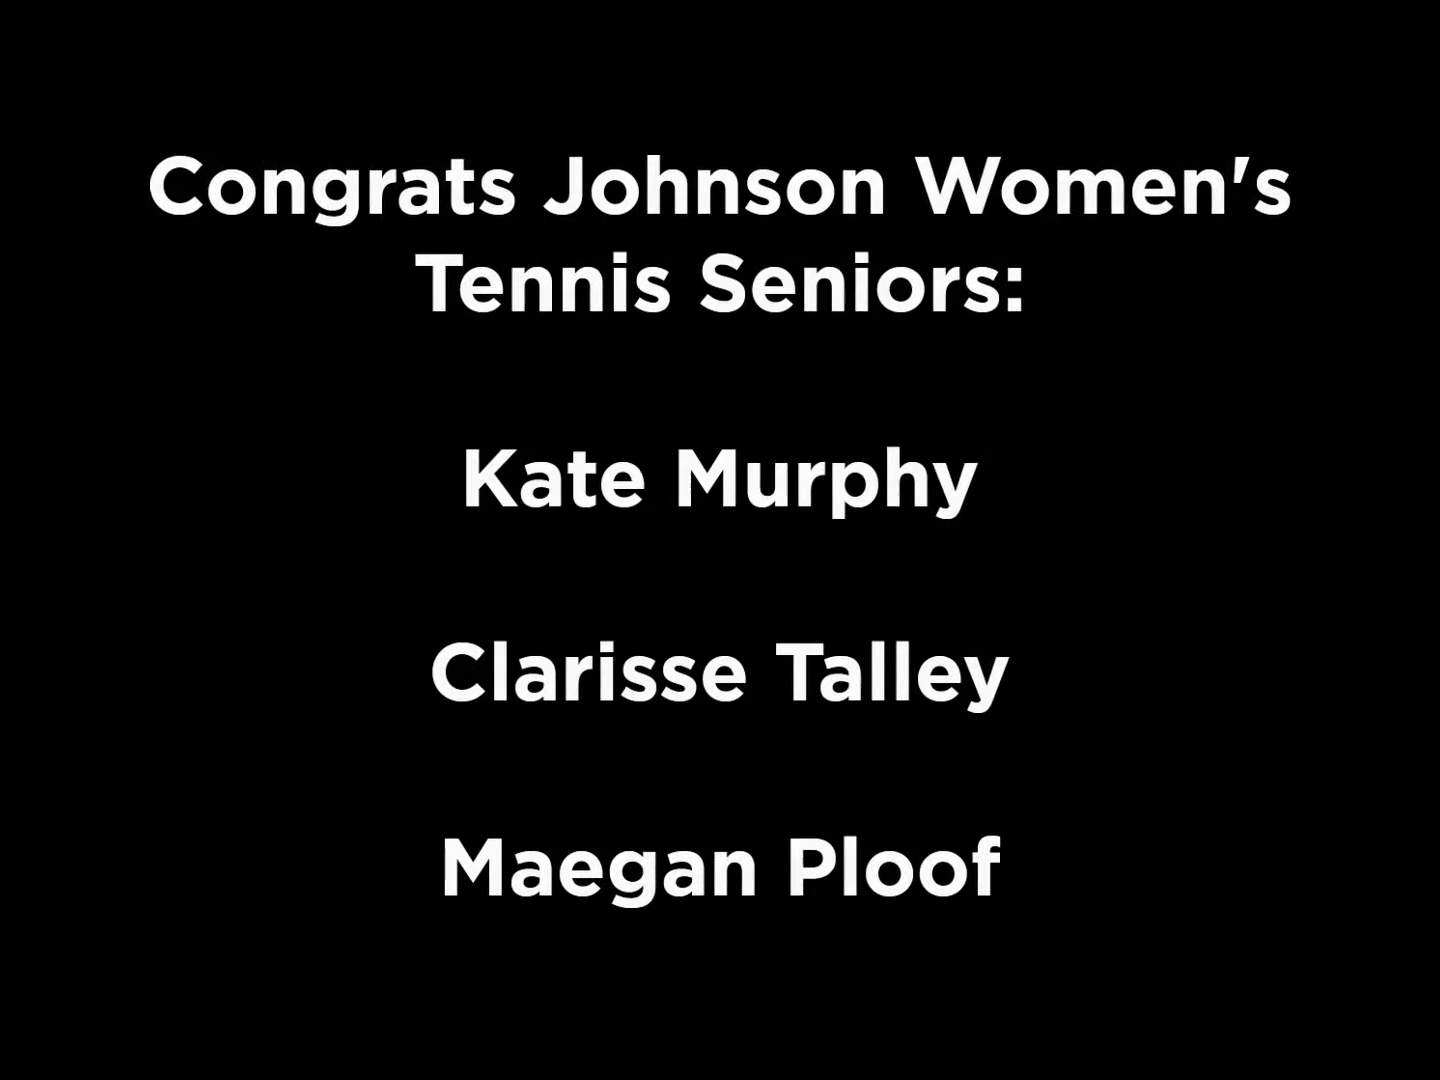 Congrats Johnson Women's
Tennis Seniors:
Kate Murphy
Clarisse Talley
Maegan Ploof